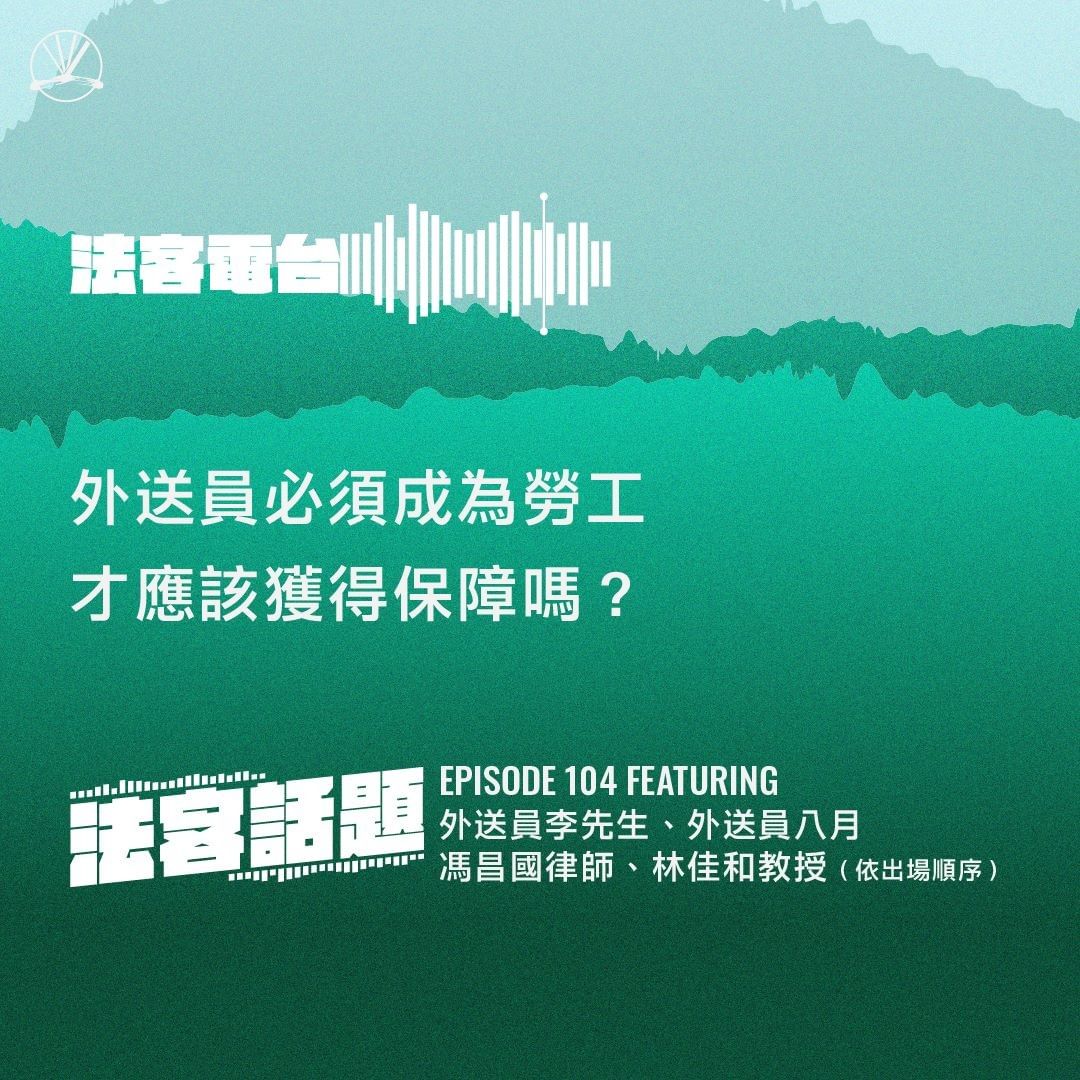 法客電台
外送員必須成為勞工
才應該獲得保障嗎？
法客話題
EPISODE 104 FEATURING
外送員李先生、外送員八月
馮昌國律師、林佳和教授（依出場順序）